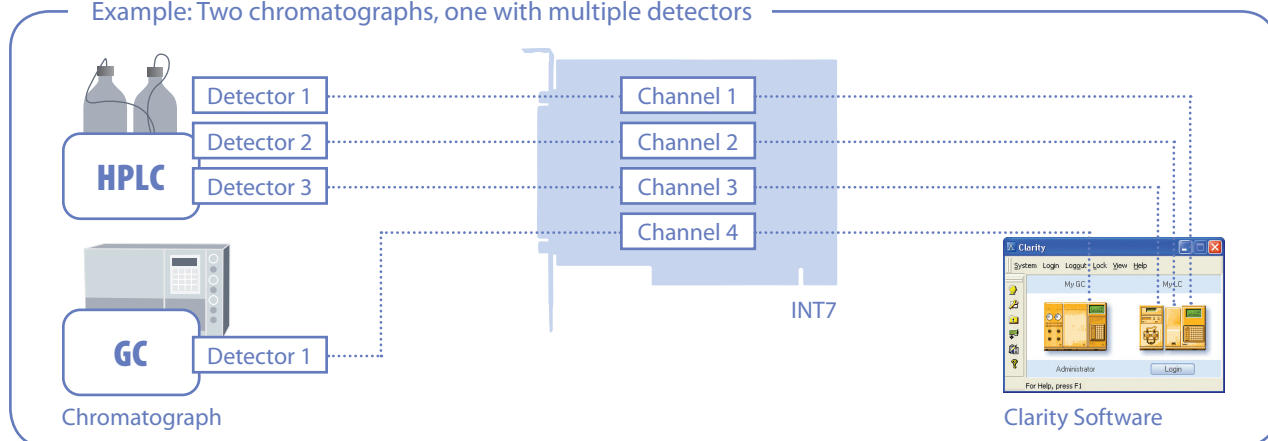 Example: Two chromatographs, one with multiple detectors
HPLC
Detector 1
Detector 2
Detector 3
Channel 1
Channel 2
Channel 3
Channel 4
INT7
GC
Detector 1
Chromatograph
Clarity
System Login Logout Lock View Help
My GC My LC
Administrator Login
For Help, press F1
Clarity Software